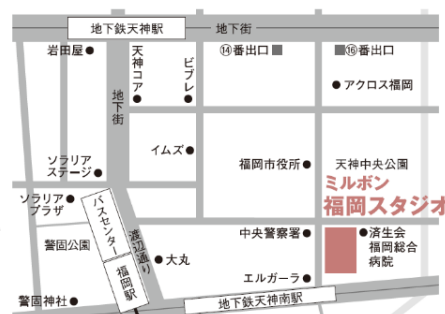 地下鉄天神駅
地下街
岩田屋
天神コア
ビブレ
⑭番出口
⑯番出口
アクロス福岡
地下街
イムズ
福岡市役所
天神中央公園
ソラリア
ステージ
ミルボン
福岡スタジオ
ソラリア
プラザ
バスセンター
渡辺通り
中央警察署
済生会
福岡総合
病院
警固公園
福岡駅
大丸
エルガーラ
警固神社
地下鉄天神南駅